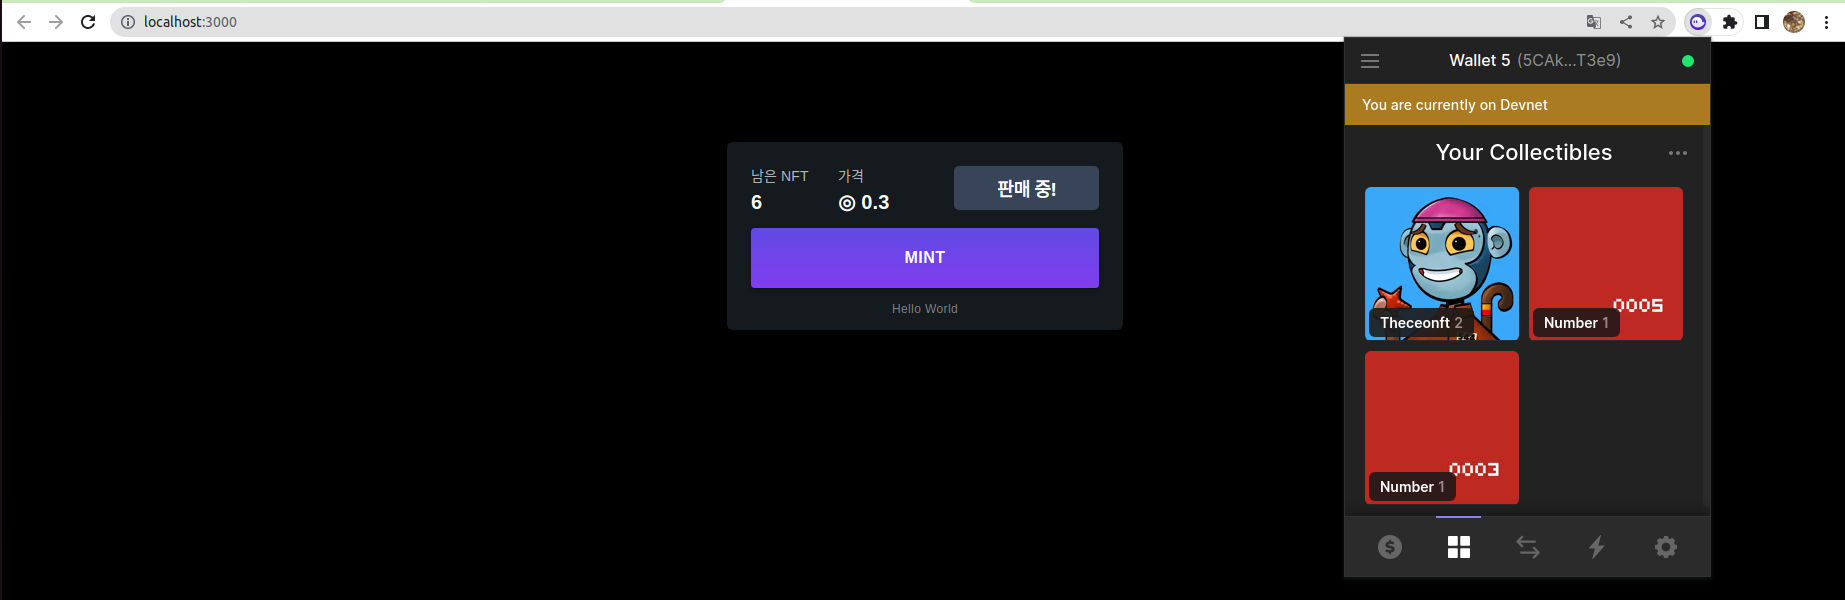 localhost:3000
Wallet 5 (5CAk...T3e9)
You are currently on Devnet
Your Collectibles
남은 NFT
6
가격
◎ 0.3
판매 중!
MINT
Hello World
Theceonft 2
0005
Number 1
0003
Number 1